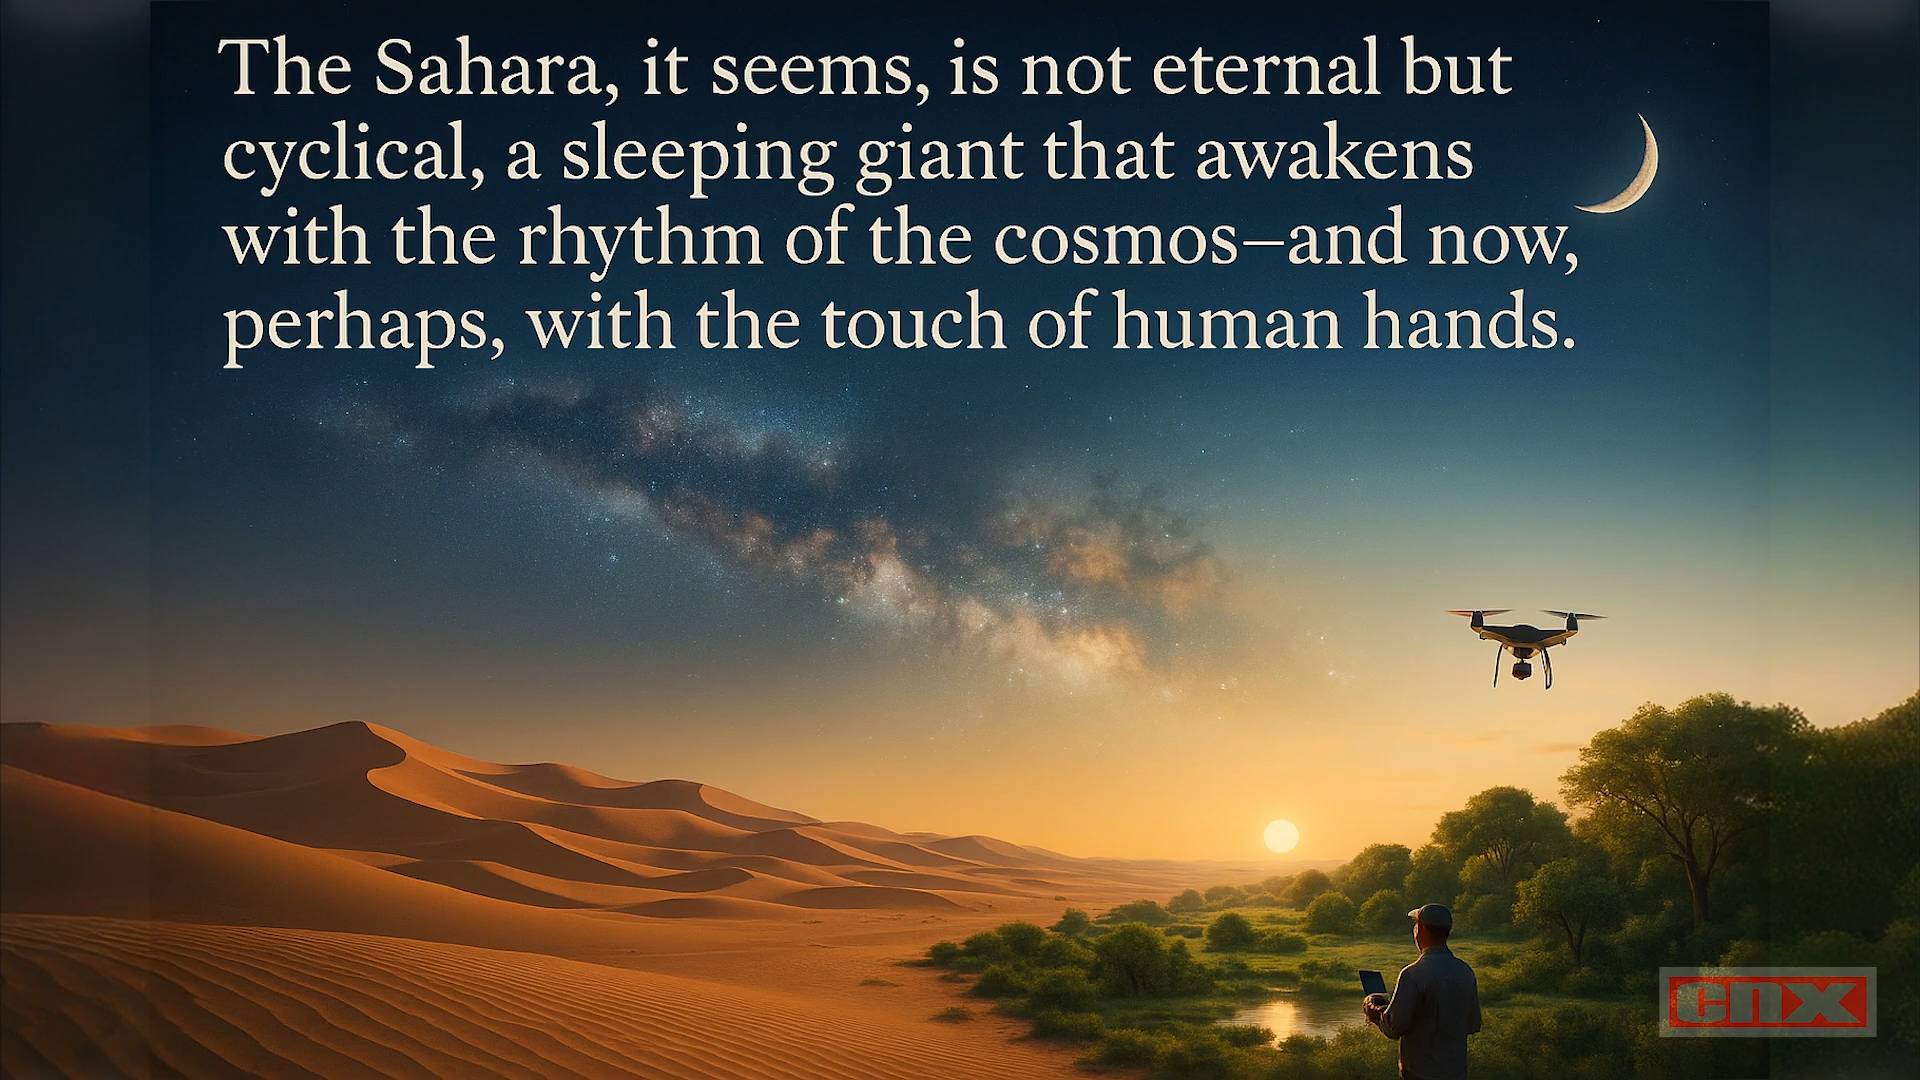 The Sahara, it seems, is not eternal but
cyclical, a sleeping giant that awakens
with the rhythm of the cosmos—and now,
perhaps, with the touch of human hands.
cnx